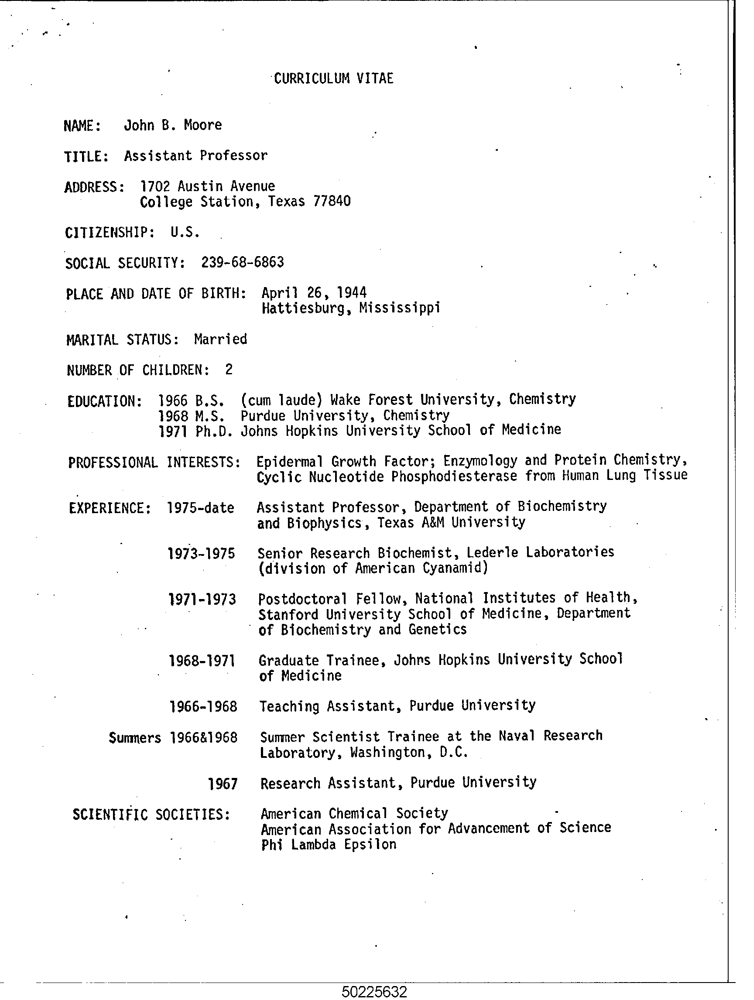 CURRICULUM VITAE
NAME: John B. Moore
TITLE: Assistant Professor
ADDRESS: 1702 Austin Avenue
College Station, Texas 77840
CITIZENSHIP: U.S.
SOCIAL SECURITY: 239-68-6863
PLACE AND DATE OF BIRTH: April 26, 1944
Hattiesburg, Mississippi
MARITAL STATUS: Married
NUMBER OF CHILDREN: 2
EDUCATION: 1966 B.S. (cum laude) Wake Forest University, Chemistry
1968 M.S. Purdue University, Chemistry
1971 Ph.D. Johns Hopkins University School of Medicine
PROFESSIONAL INTERESTS: Epidermal Growth Factor; Enzymology and Protein Chemistry,
Cyclic Nucleotide Phosphodiesterase from Human Lung Tissue
EXPERIENCE: 1975-date Assistant Professor, Department of Biochemistry
and Biophysics, Texas A&M University
1973-1975 Senior Research Biochemist, Lederle Laboratories
(division of American Cyanamid)
1971-1973 Postdoctoral Fellow, National Institutes of Health,
Stanford University School of Medicine, Department
of Biochemistry and Genetics
1968-1971 Graduate Trainee, Johns Hopkins University School
of Medicine
1966-1968 Teaching Assistant, Purdue University
Summers 1966&1968 Summer Scientist Trainee at the Naval Research
Laboratory, Washington, D.C.
1967 Research Assistant, Purdue University
SCIENTIFIC SOCIETIES: American Chemical Society
American Association for Advancement of Science
Phi Lambda Epsilon
50225632